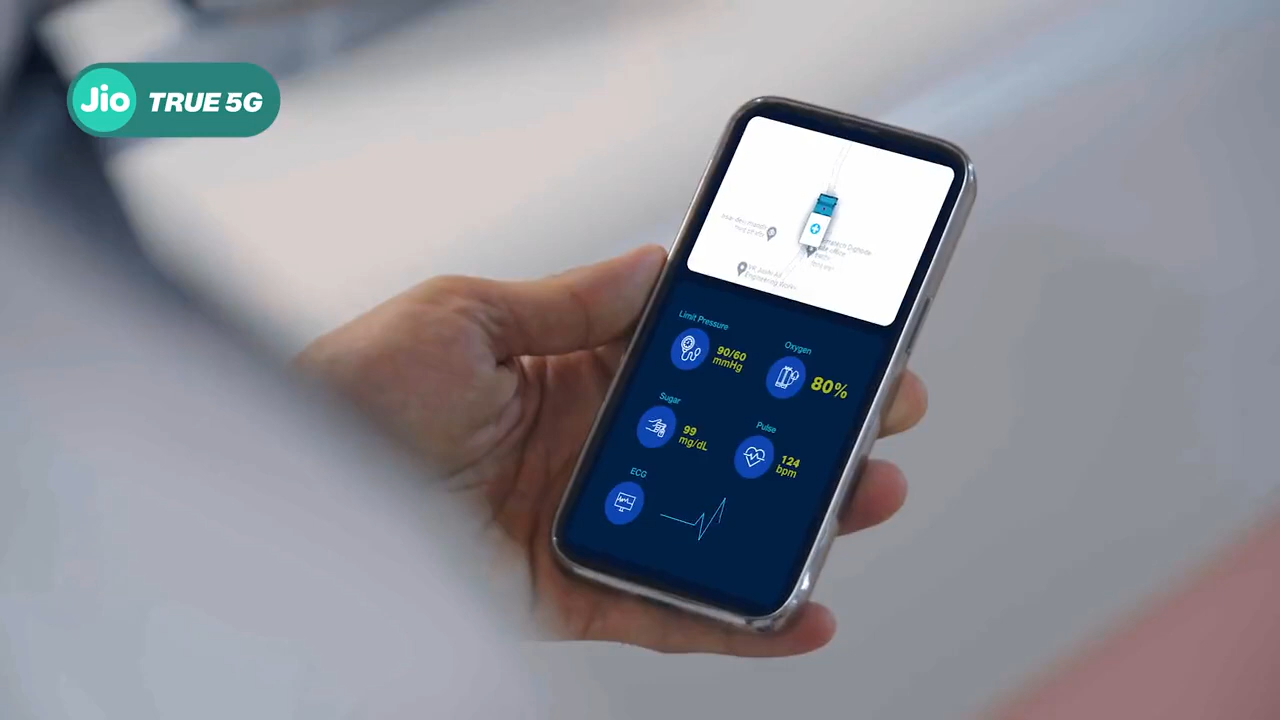 Jio TRUE 5G
Limit Pressure
90/60
mmHg
Oxygen
80%
Sugar
99
mg/dL
Pulse
124
bpm
ECG